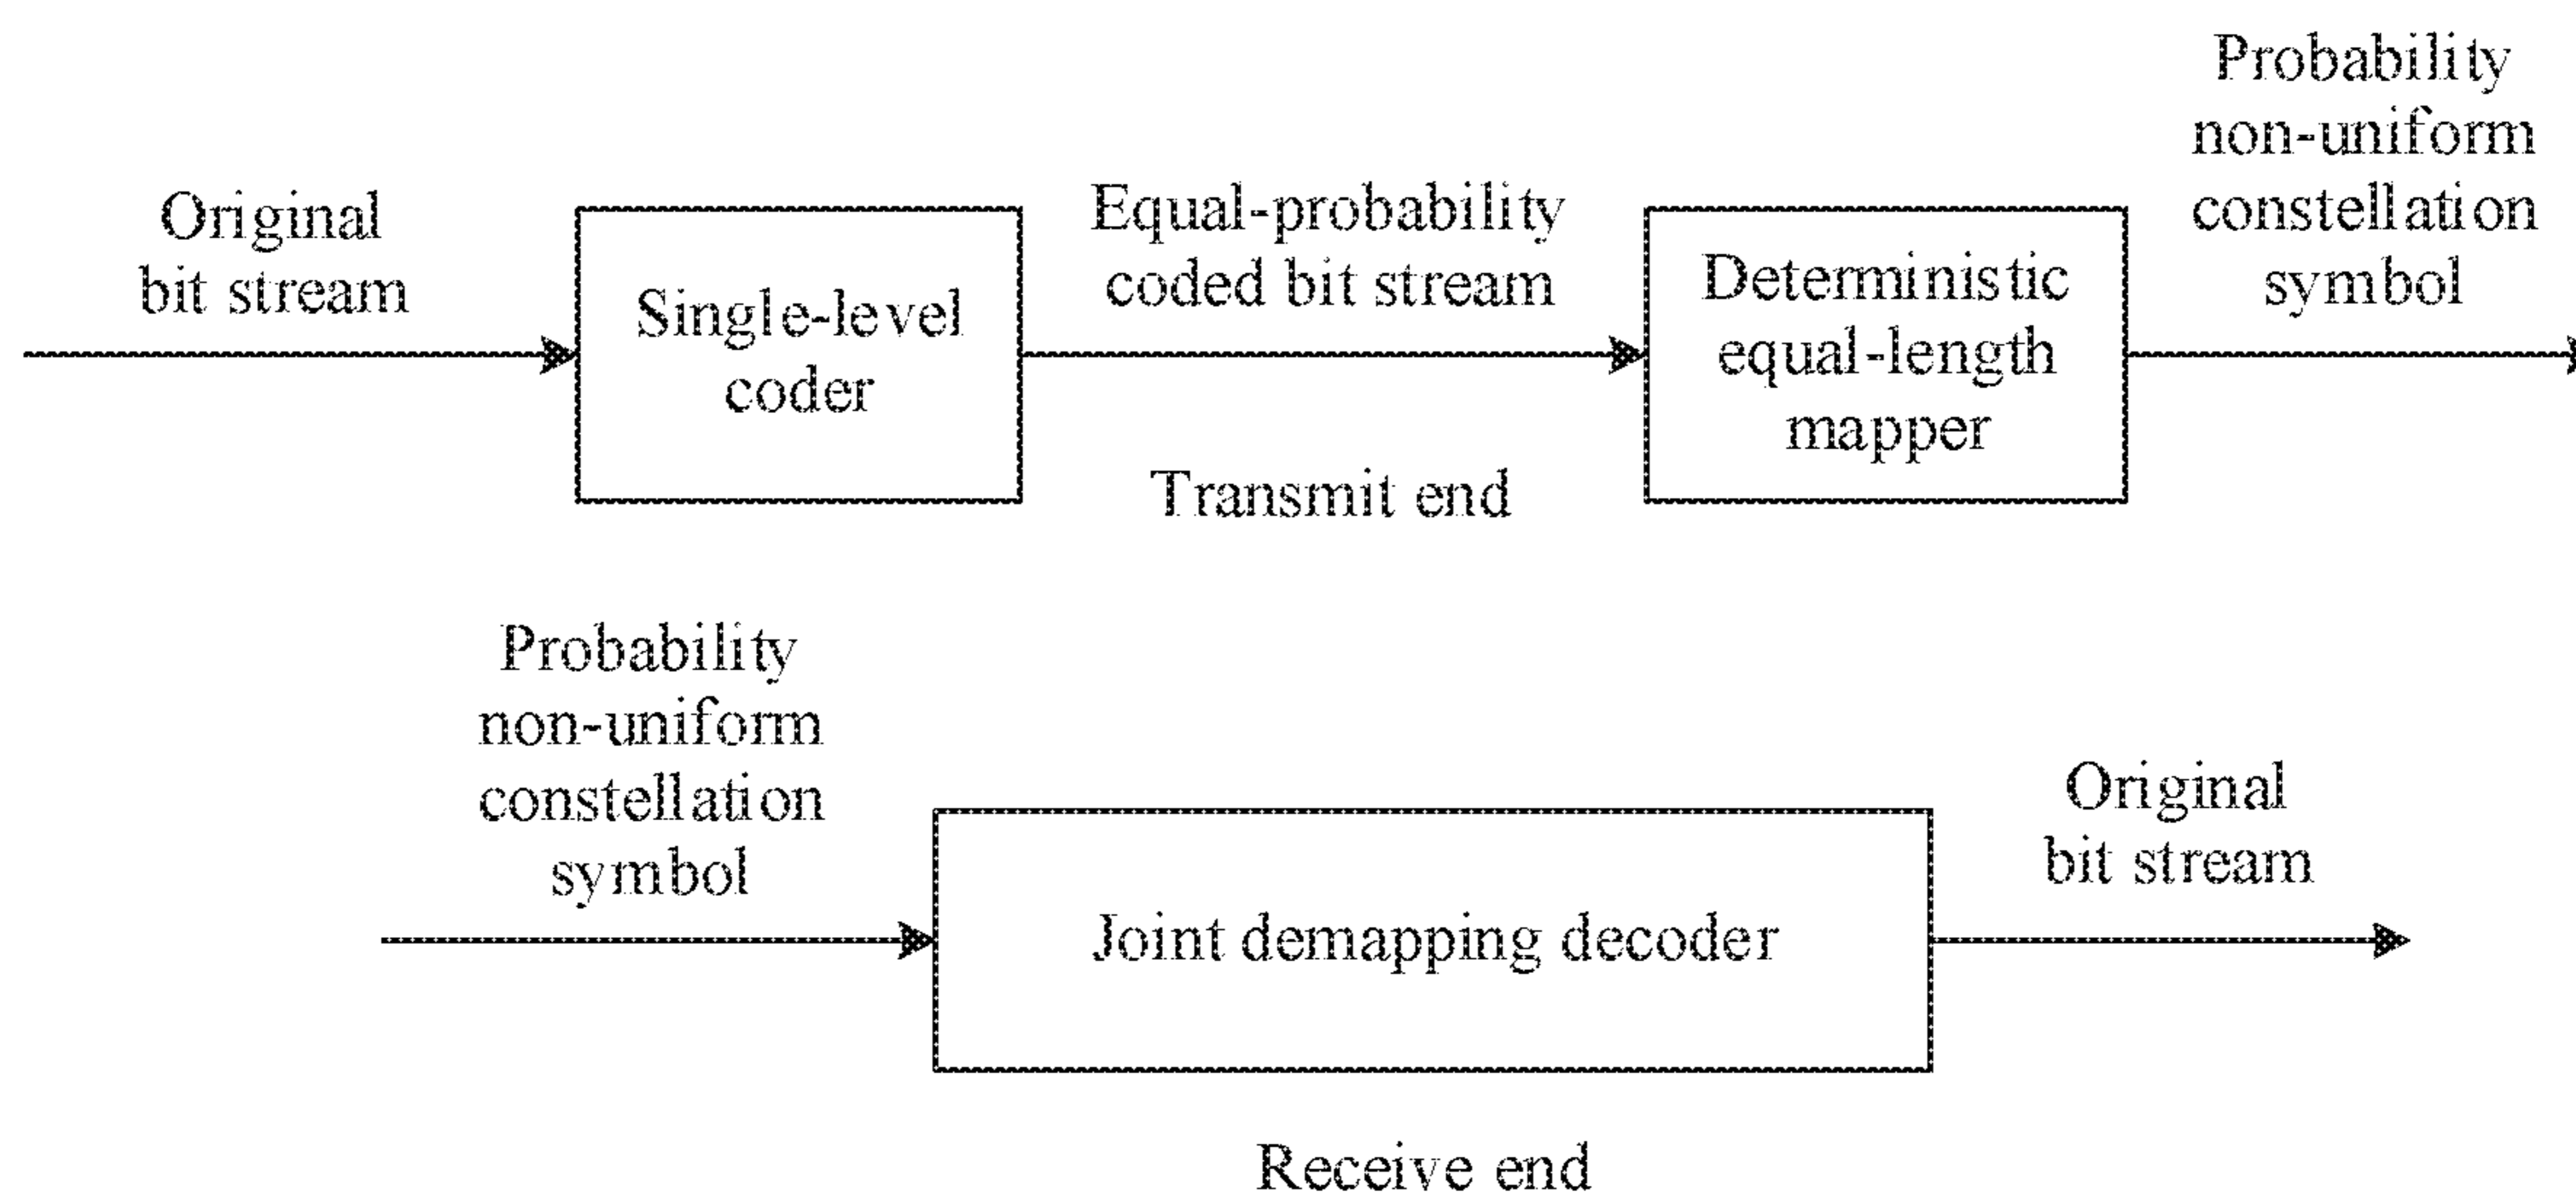 Original
bit stream
Single-level
coder
Equal-probability
coded bit stream
Transmit end
Deterministic
equal-length
mapper
Probability
non-uniform
constellation
symbol
Probability
non-uniform
constellation
symbol
Joint demapping decoder
Original
bit stream
Receive end